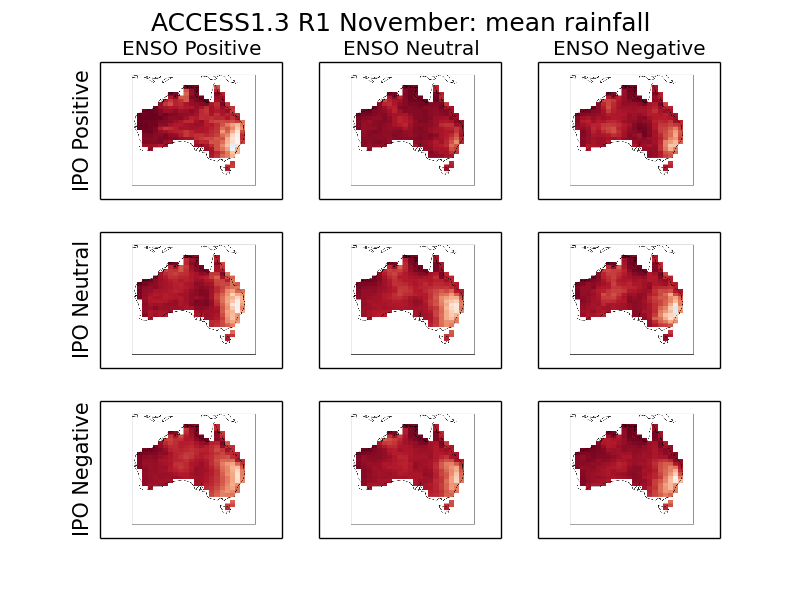 ACCESS1.3 R1 November: mean rainfall
ENSO Positive
ENSO Neutral
ENSO Negative
IPO Positive
IPO Neutral
IPO Negative